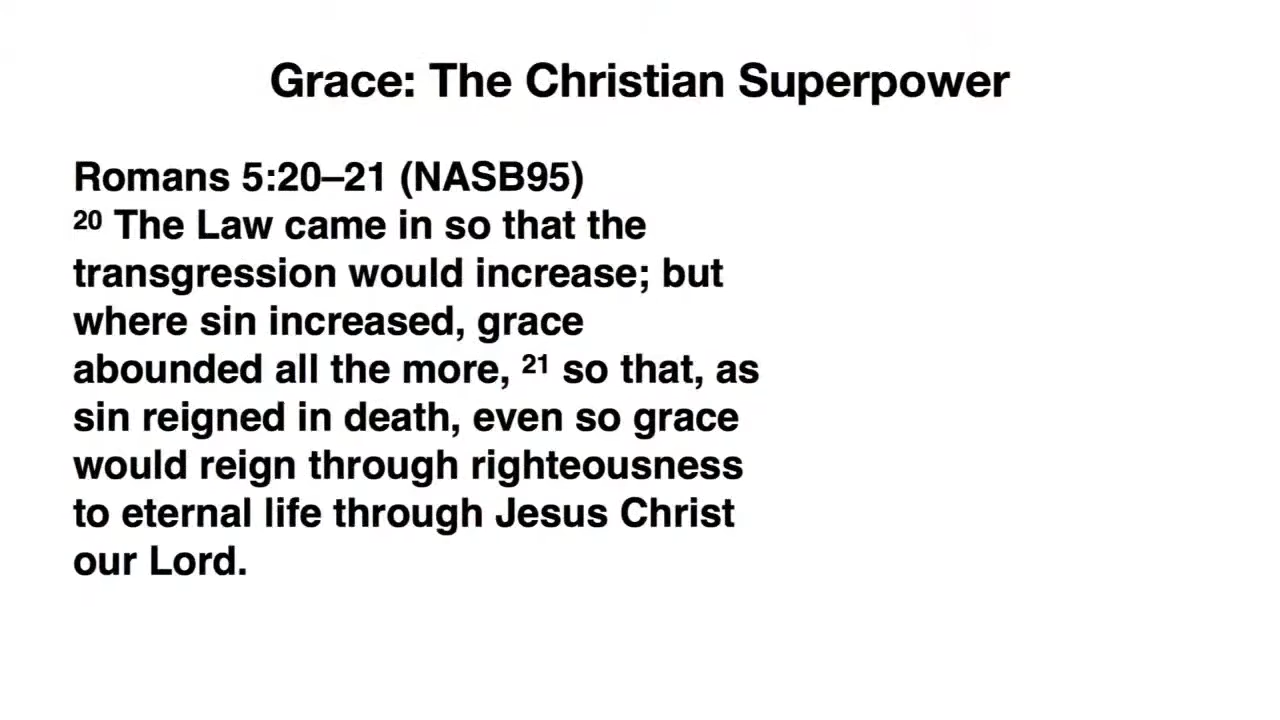 Grace: The Christian Superpower
Romans 5:20–21 (NASB95)
20 The Law came in so that the
transgression would increase; but
where sin increased, grace
abounded all the more, 21 so that, as
sin reigned in death, even so grace
would reign through righteousness
to eternal life through Jesus Christ
our Lord.